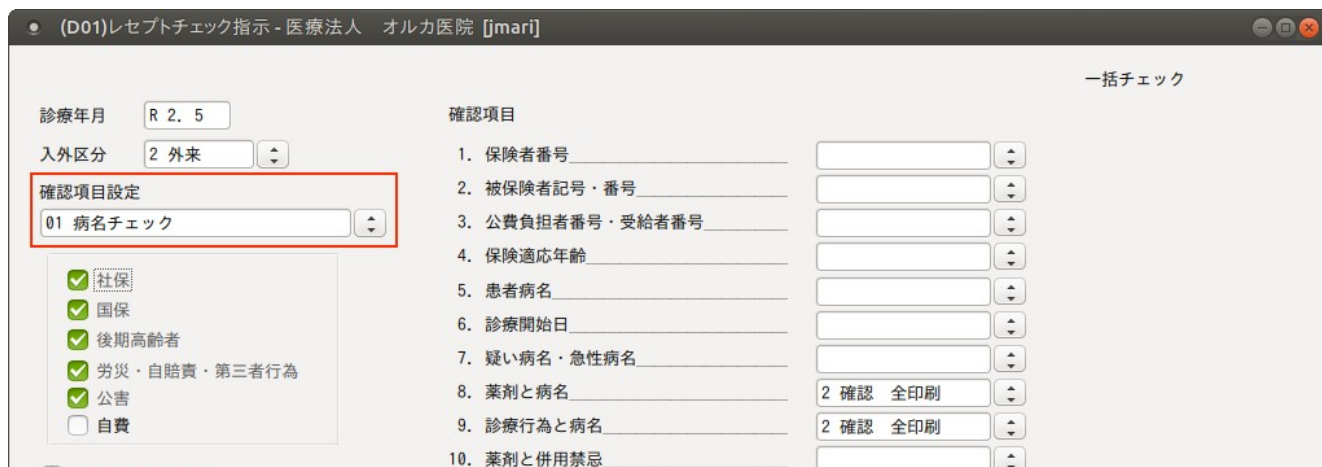 (D01)レセプトチェック指示 - 医療法人　オルカ医院 [jmari]
一括チェック
診療年月 R 2. 5
入外区分 2 外来
確認項目設定
01 病名チェック
社保
国保
後期高齢者
労災・自賠責・第三者行為
公害
自費
確認項目
1. 保険者番号
2. 被保険者記号・番号
3. 公費負担者番号・受給者番号
4. 保険適応年齢
5. 患者病名
6. 診療開始日
7. 疑い病名・急性病名
8. 薬剤と病名 2 確認　全印刷
9. 診療行為と病名 2 確認　全印刷
10. 薬剤と併用禁忌